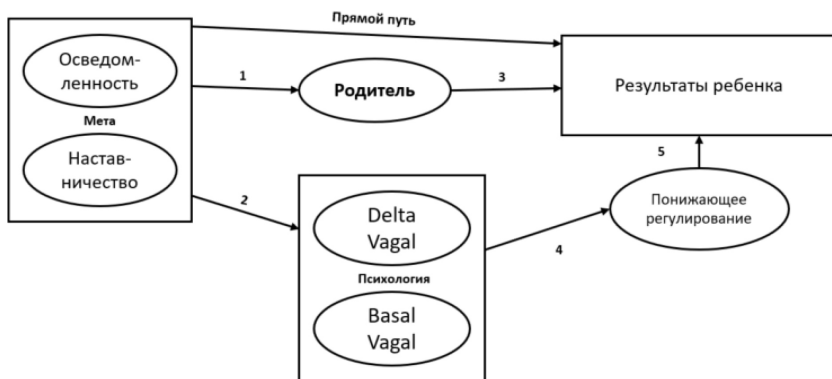 Прямой путь
Осведом-
ленность
Мета
Настав-
ничество
1
Родитель
3
Результаты ребенка
2
Delta
Vagal
Психология
Basal
Vagal
4
Понижающее
регулирование
5